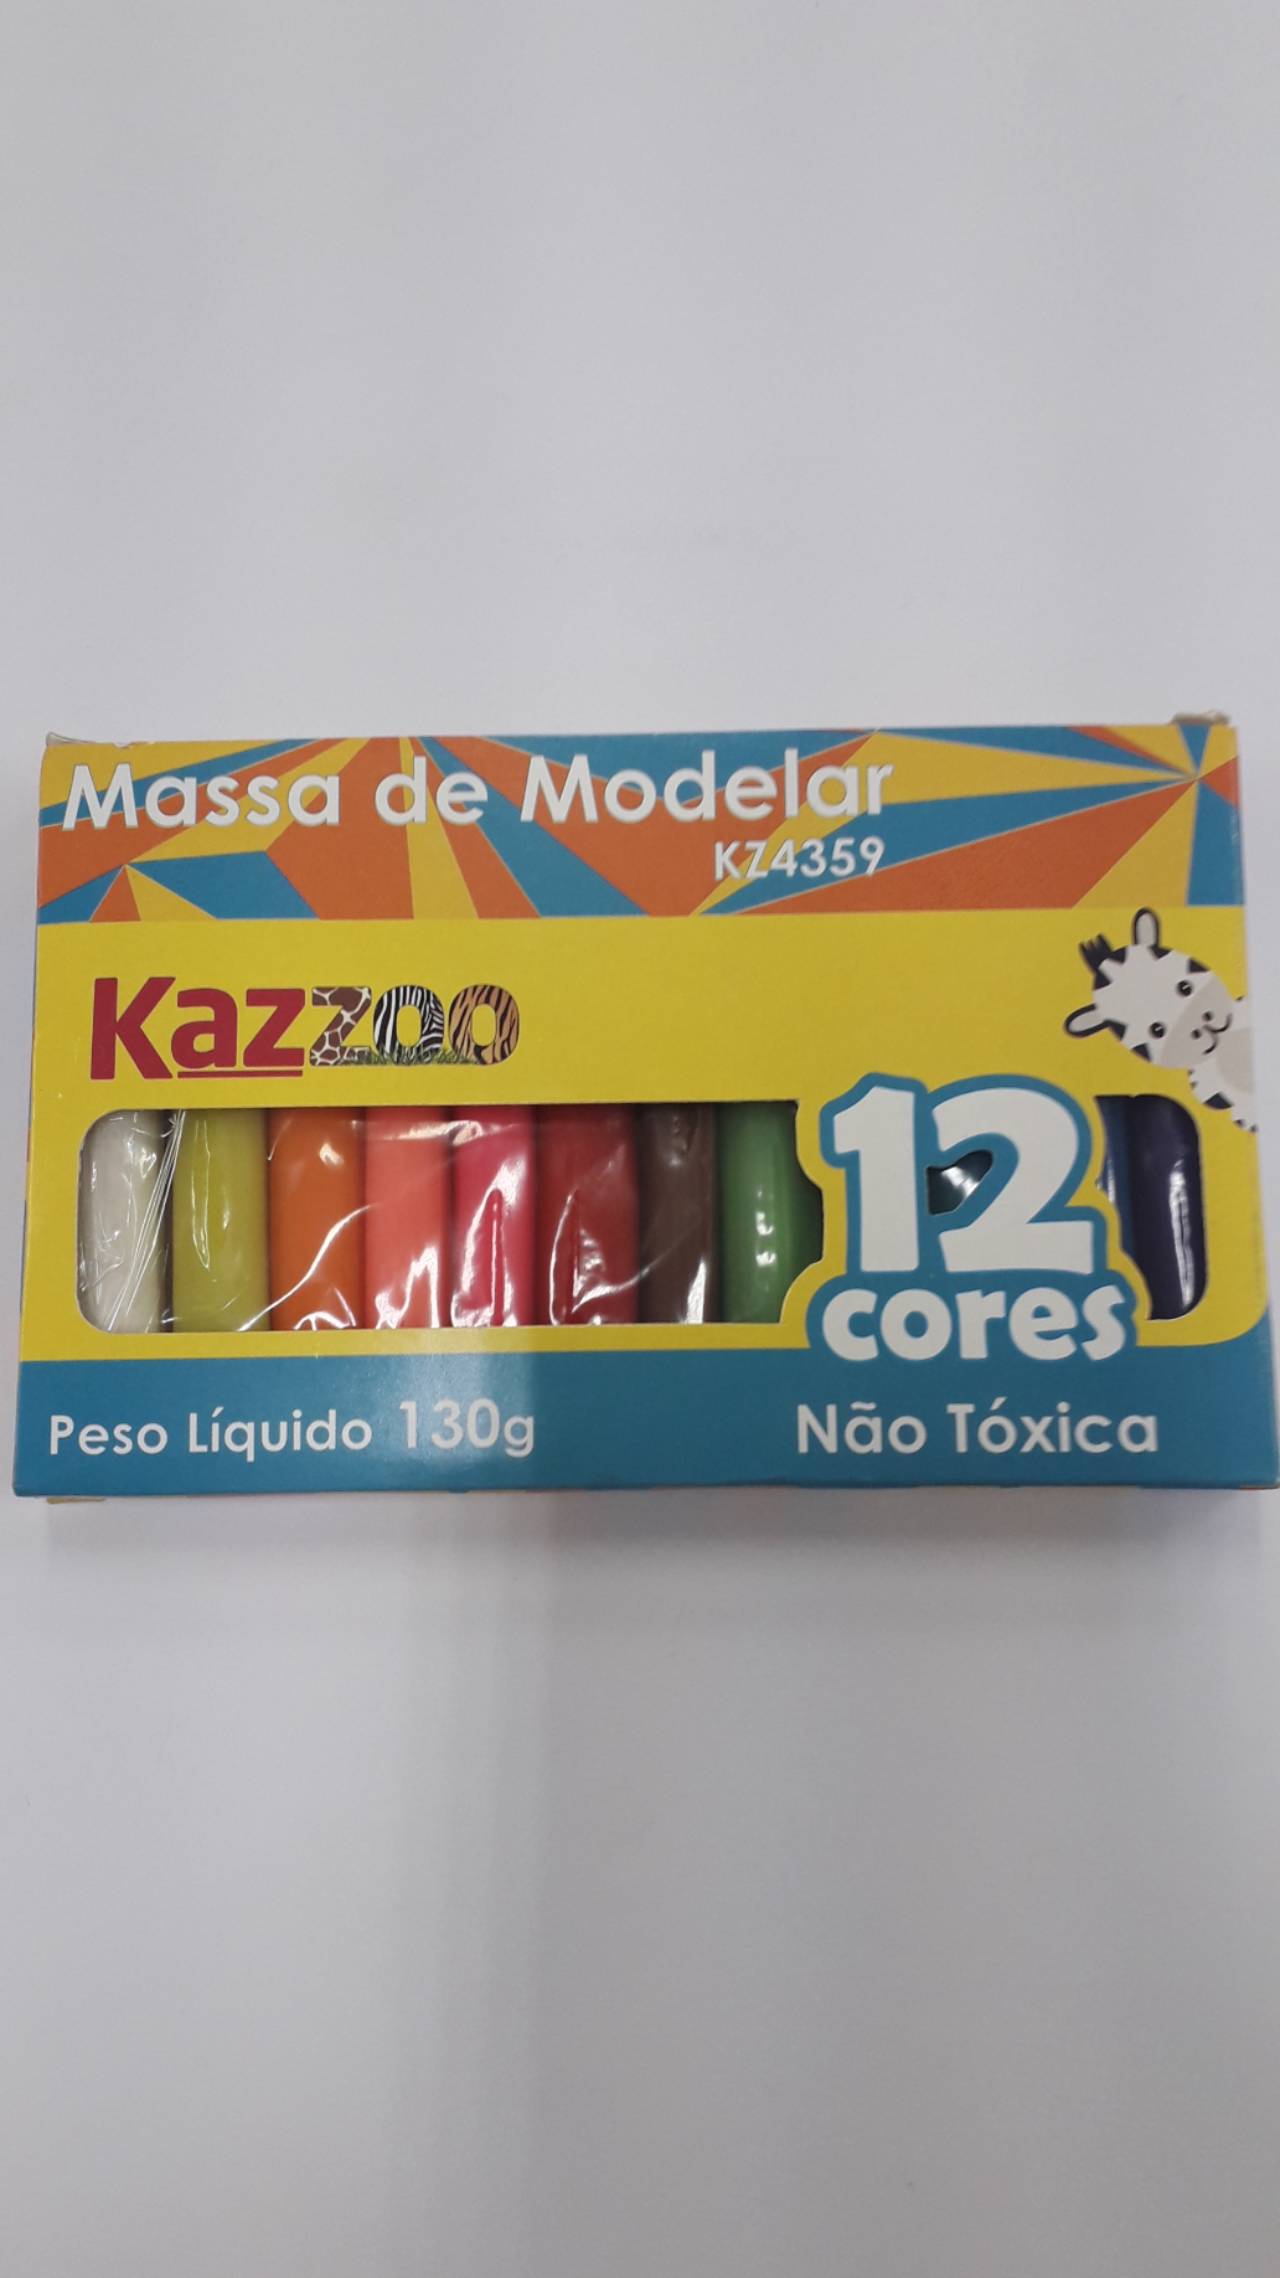 Massa de Modelar
KZ4359
Kazzoo
12
cores
Peso Líquido 130g
Não Tóxica